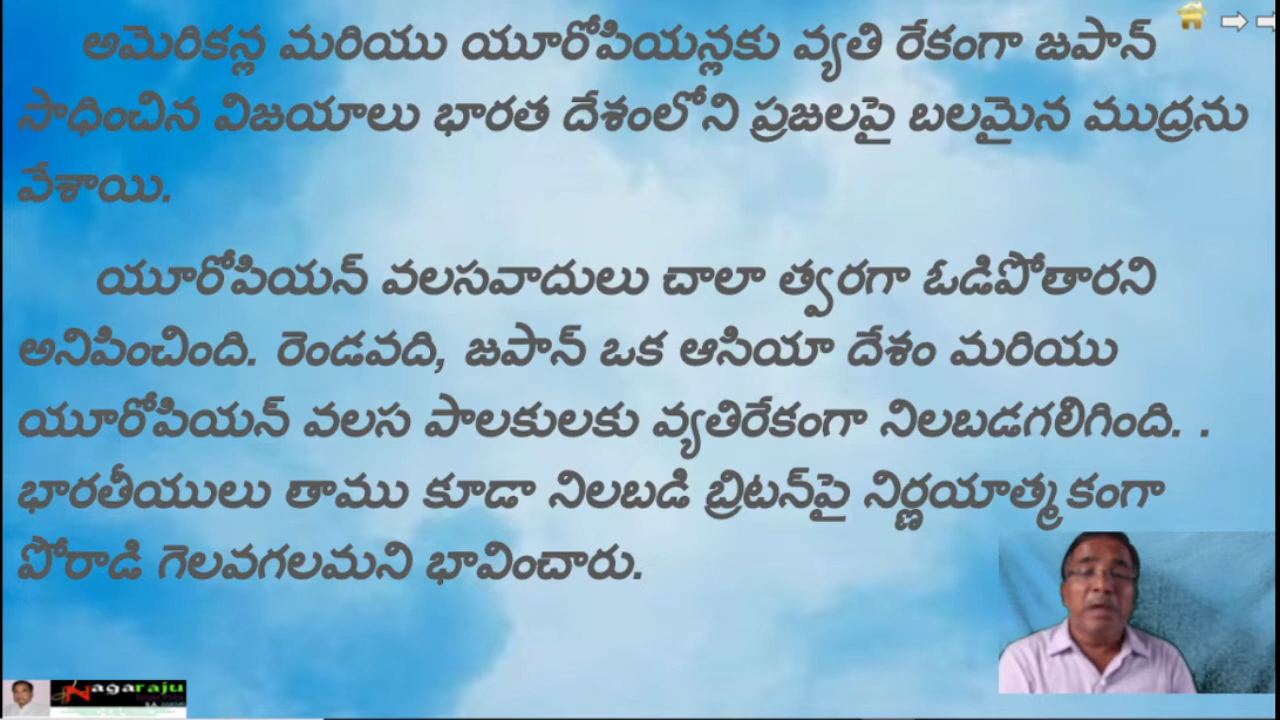 అమెరికన్ల మరియు యూరోపియన్లకు వ్యతి రేకంగా జపాన్
సాధించిన విజయాలు భారత దేశంలోని ప్రజలపై బలమైన ముద్రను
వేశాయి.
యూరోపియన్ వలసవాదులు చాలా త్వరగా ఓడిపోతారని
అనిపించింది. రెండవది, జపాన్ ఒక ఆసియా దేశం మరియు
యూరోపియన్ వలస పాలకులకు వ్యతిరేకంగా నిలబడగలిగింది. .
భారతీయులు తాము కూడా నిలబడి బ్రిటన్‌పై నిర్ణయాత్మ కంగా
పోరాడి గెలవగలమని భావించారు.
Nagaraju